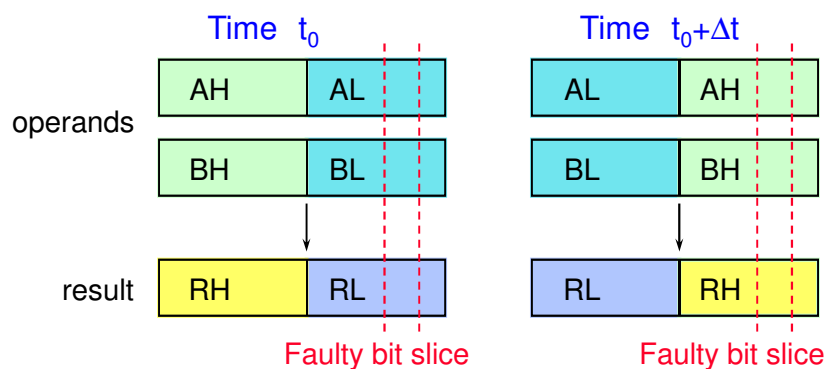 Time t₀ Time t₀+Δt
AH AL AL AH
operands
BH BL BL BH
result RH RL RL RH
Faulty bit slice Faulty bit slice